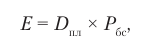 E = Dпл × Pбс,